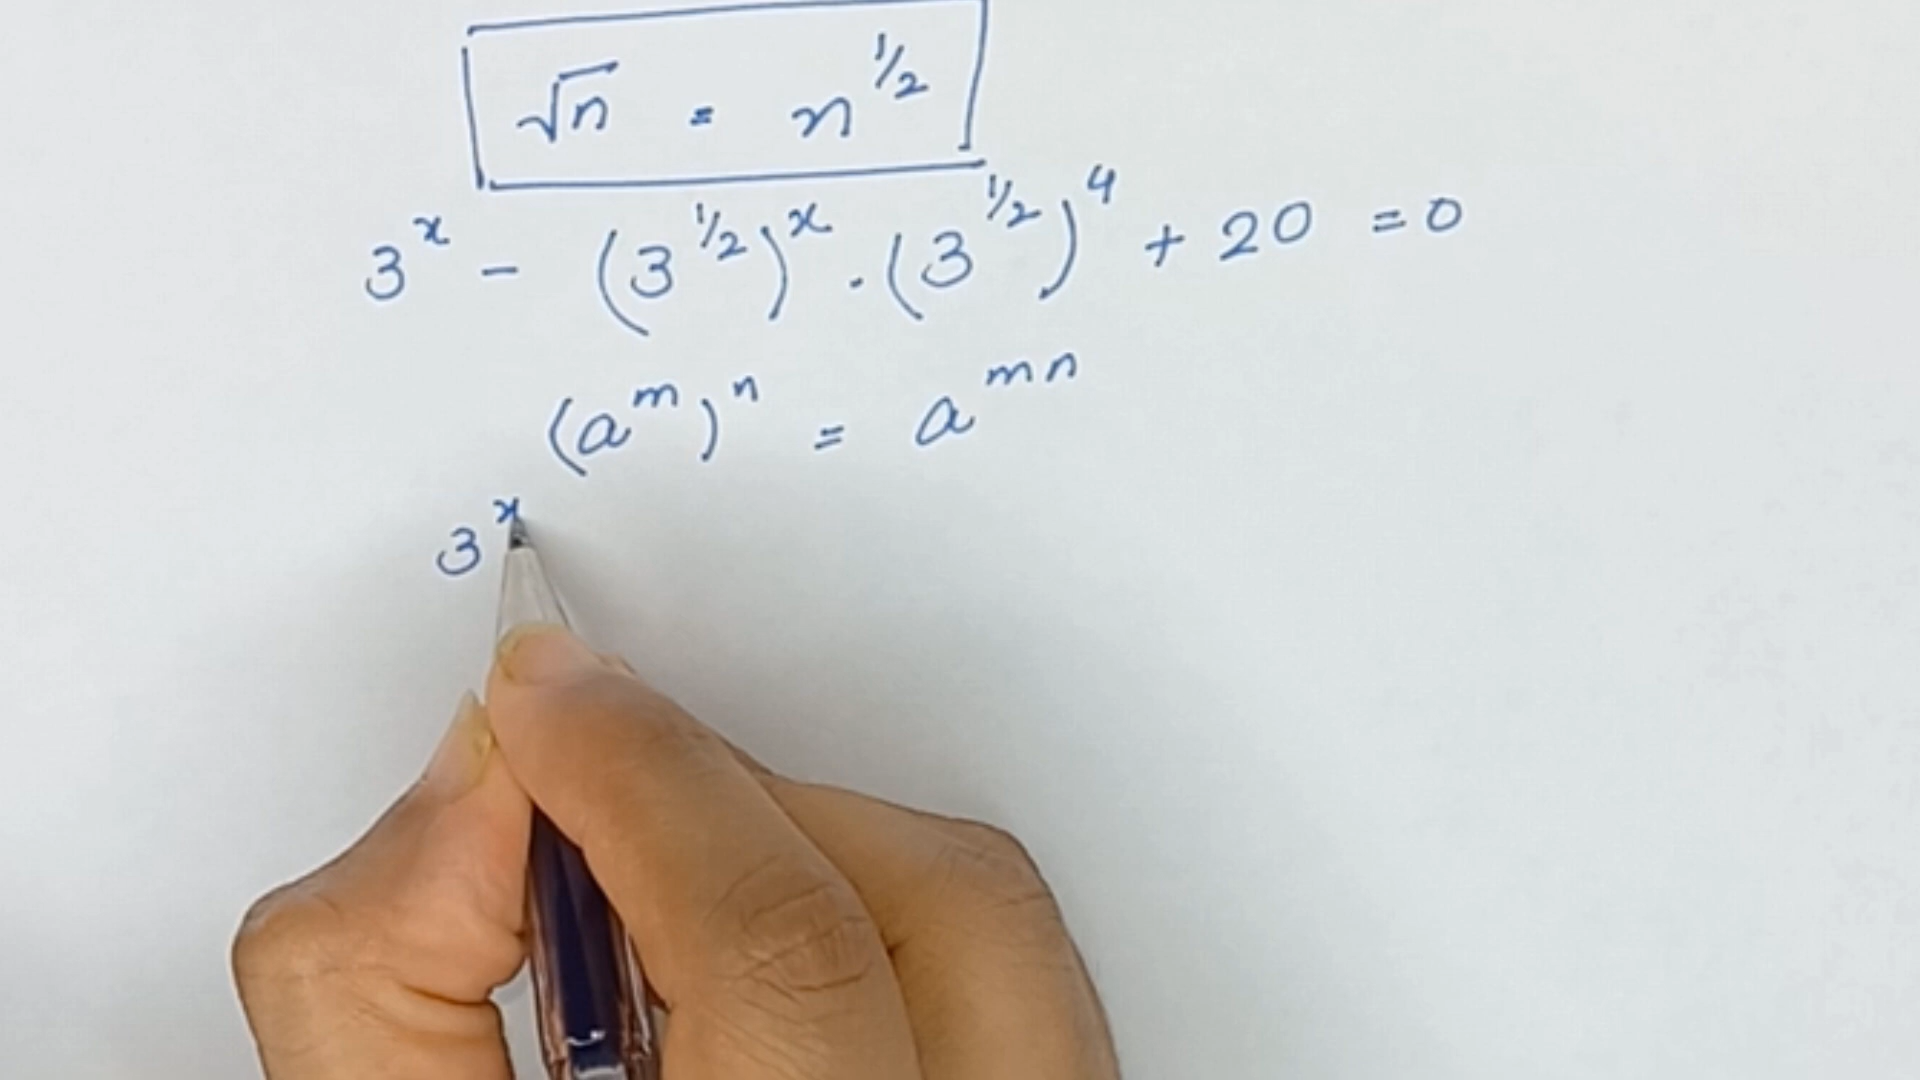 √n = n^1/2
3^x - (3^1/2)^x . (3^1/2)^4 + 20 = 0
(a^m)^n = a^mn
3^x